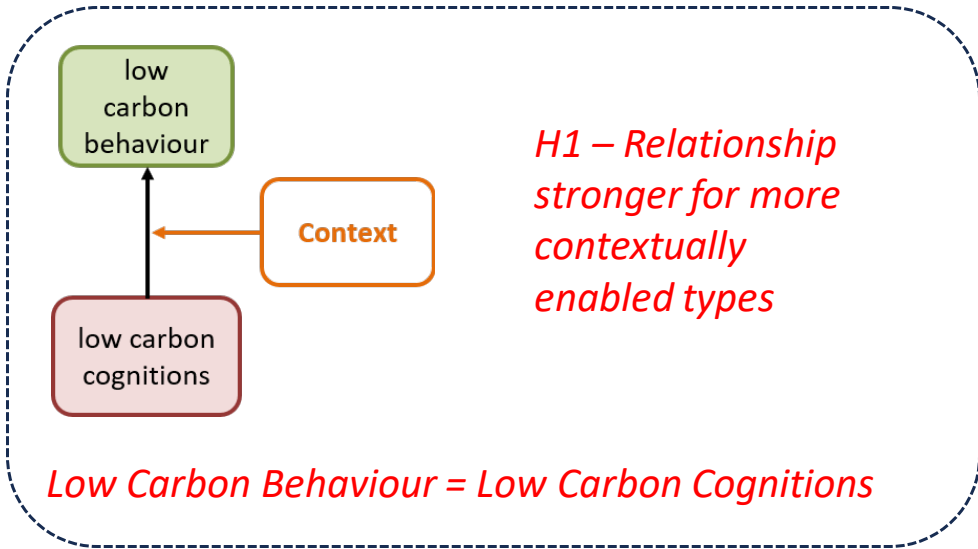 low
carbon
behaviour
H1 – Relationship
stronger for more
contextually
enabled types
Context
low carbon
cognitions
Low Carbon Behaviour = Low Carbon Cognitions